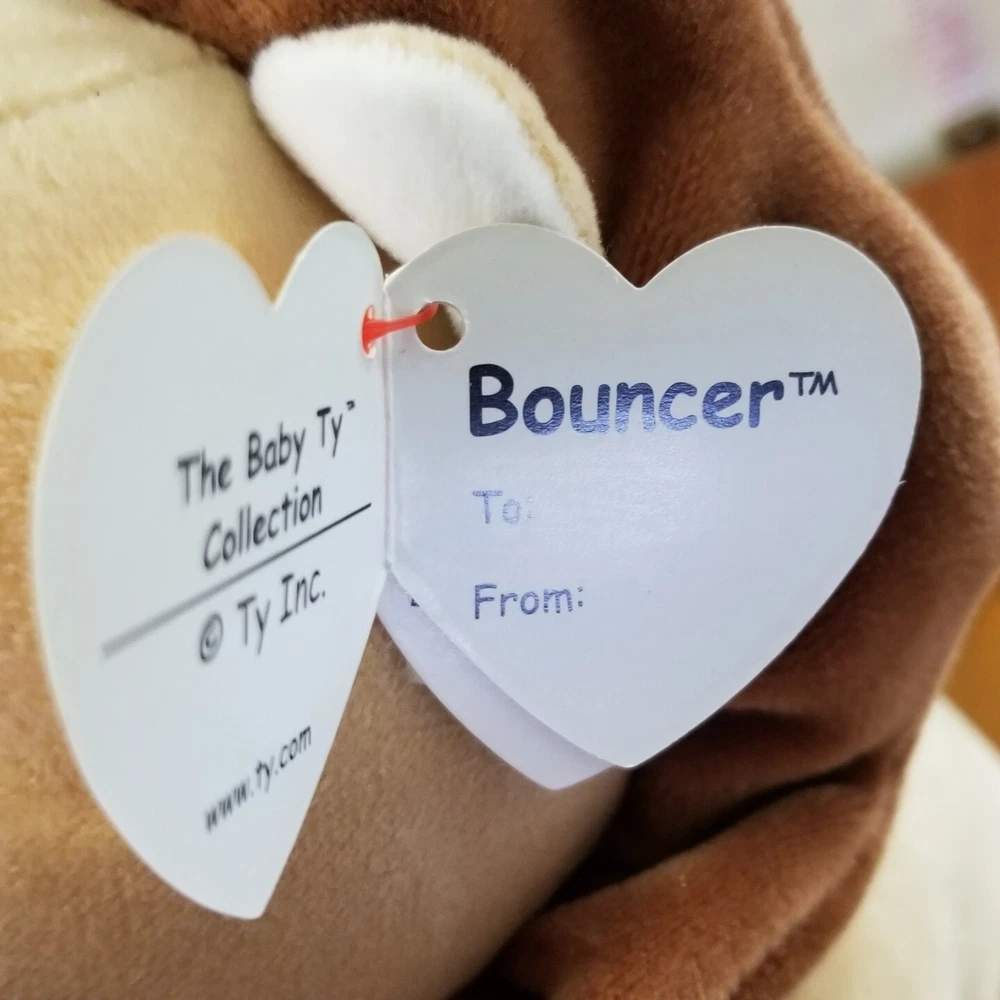 The Baby Ty™
Collection
© Ty Inc.
www.ty.com
Bouncer™
To:
From: